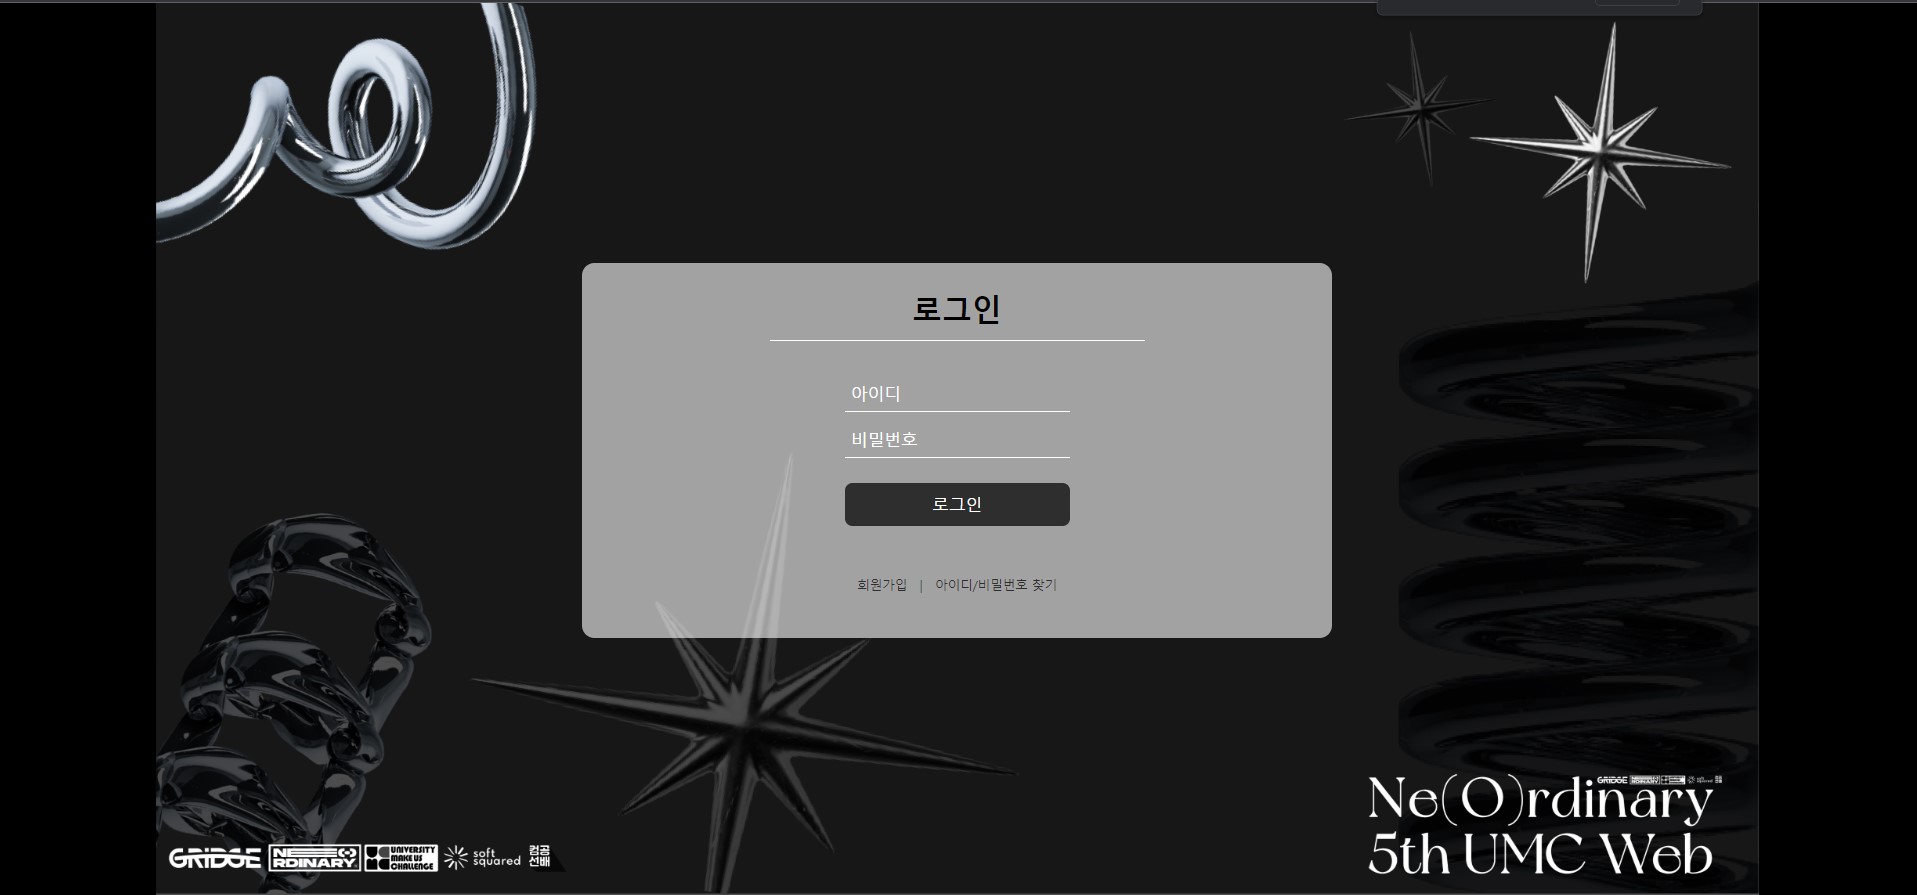 로그인
아이디
비밀번호
로그인
회원가입 | 아이디/비밀번호 찾기
Ne(O)rdinary
5th UMC Web
GRIDGE NE(O)RDINARY UNIVERSITY MAKE US CHALLENGE soft squared 컴공선배